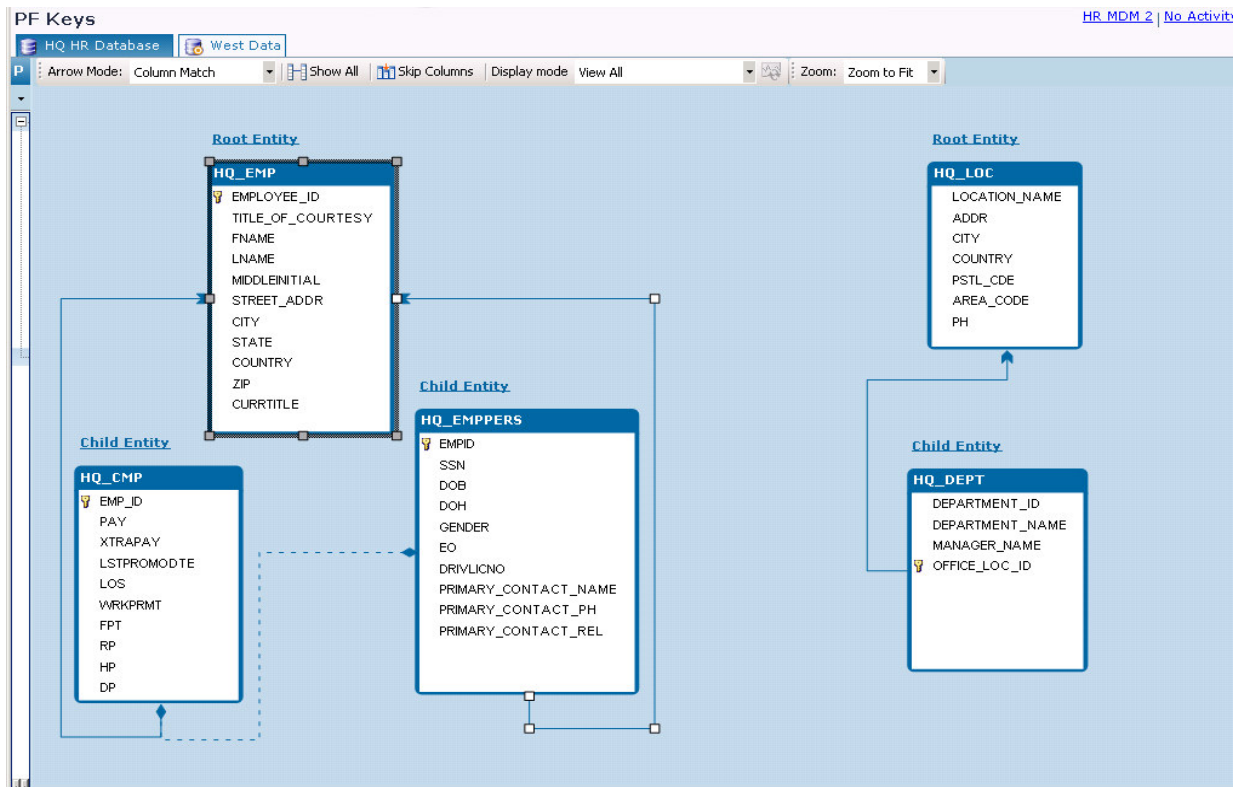 PF Keys
HR MDM 2 | No Activity
HQ HR Database
West Data
P
Arrow Mode: Column Match Show All Skip Columns Display mode View All Zoom: Zoom to Fit
Root Entity
HQ_EMP
EMPLOYEE_ID
TITLE_OF_COURTESY
FNAME
LNAME
MIDDLEINITIAL
STREET_ADDR
CITY
STATE
COUNTRY
ZIP
CURRTITLE
Child Entity
HQ_CMP
EMP_ID
PAY
XTRAPAY
LSTPROMODTE
LOS
WRKPRMT
FPT
RP
HP
DP
Child Entity
HQ_EMPPERS
EMPID
SSN
DOB
DOH
GENDER
EO
DRIVLICNO
PRIMARY_CONTACT_NAME
PRIMARY_CONTACT_PH
PRIMARY_CONTACT_REL
Root Entity
HQ_LOC
LOCATION_NAME
ADDR
CITY
COUNTRY
PSTL_CDE
AREA_CODE
PH
Child Entity
HQ_DEPT
DEPARTMENT_ID
DEPARTMENT_NAME
MANAGER_NAME
OFFICE_LOC_ID